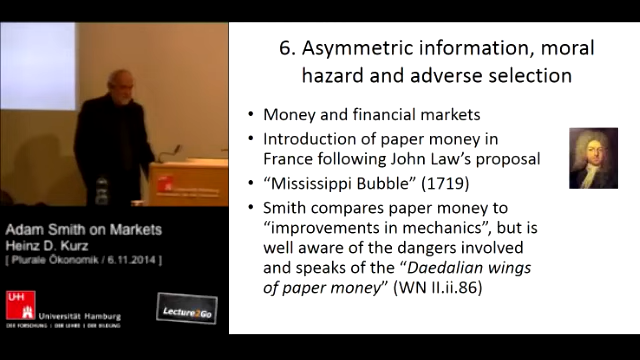 6. Asymmetric information, moral
hazard and adverse selection
• Money and financial markets
• Introduction of paper money in
France following John Law's proposal
• “Mississippi Bubble” (1719)
• Smith compares paper money to
“improvements in mechanics”, but is
well aware of the dangers involved
and speaks of the “Daedalian wings
of paper money” (WN II.ii.86)
Adam Smith on Markets
Heinz D. Kurz
[ Plurale Ökonomik / 6.11.2014 ]
UH
Universität Hamburg
DER FORSCHUNG | DER LEHRE | DER BILDUNG
Lecture2Go